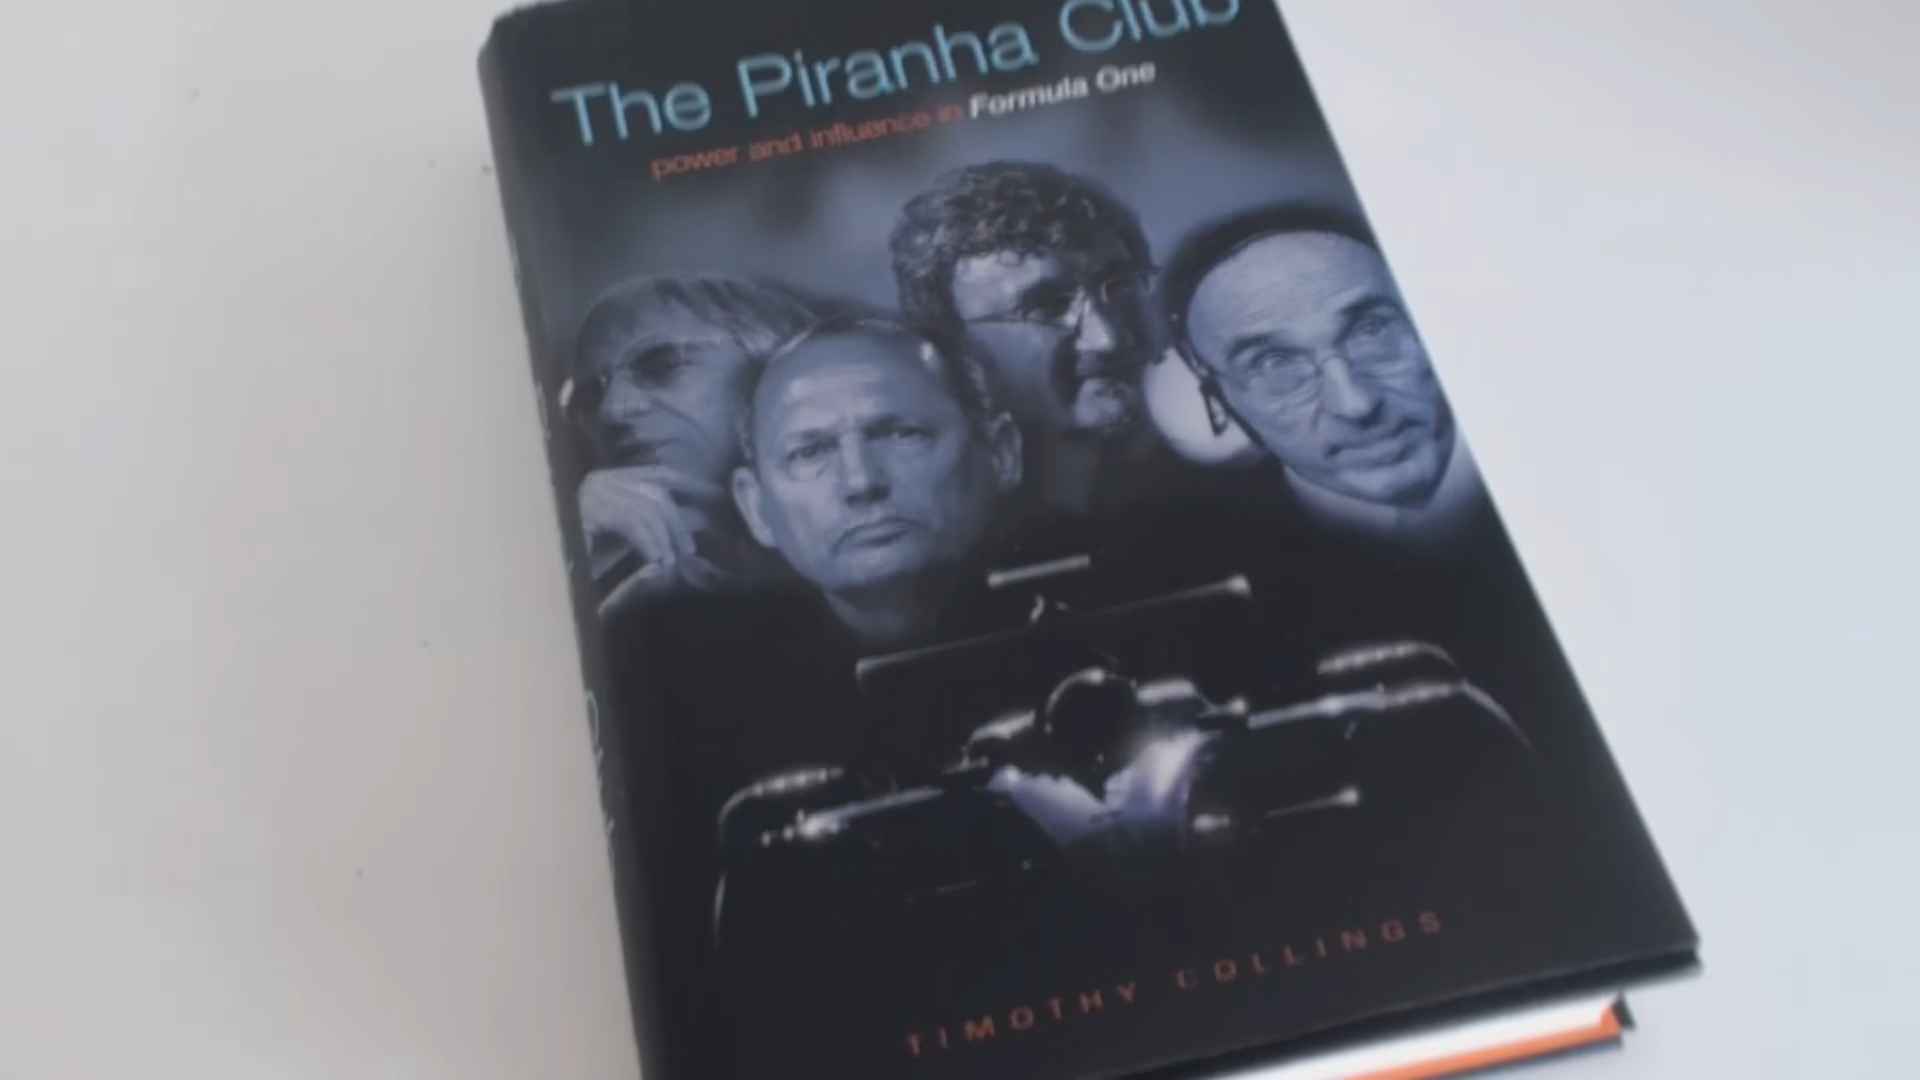 The Piranha Club
power and influence in Formula One
TIMOTHY COLLINGS